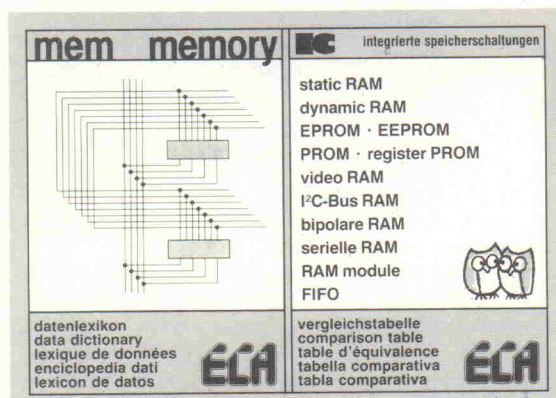 mem memory
datenlexikon
data dictionary
lexique de données
enciclopedia dati
lexicon de datos
ECA
IC integrierte speicherschaltungen
static RAM
dynamic RAM
EPROM · EEPROM
PROM · register PROM
video RAM
I²C-Bus RAM
bipolare RAM
serielle RAM
RAM module
FIFO
vergleichstabelle
comparison table
table d'équivalence
tabella comparativa
tabla comparativa
ECA